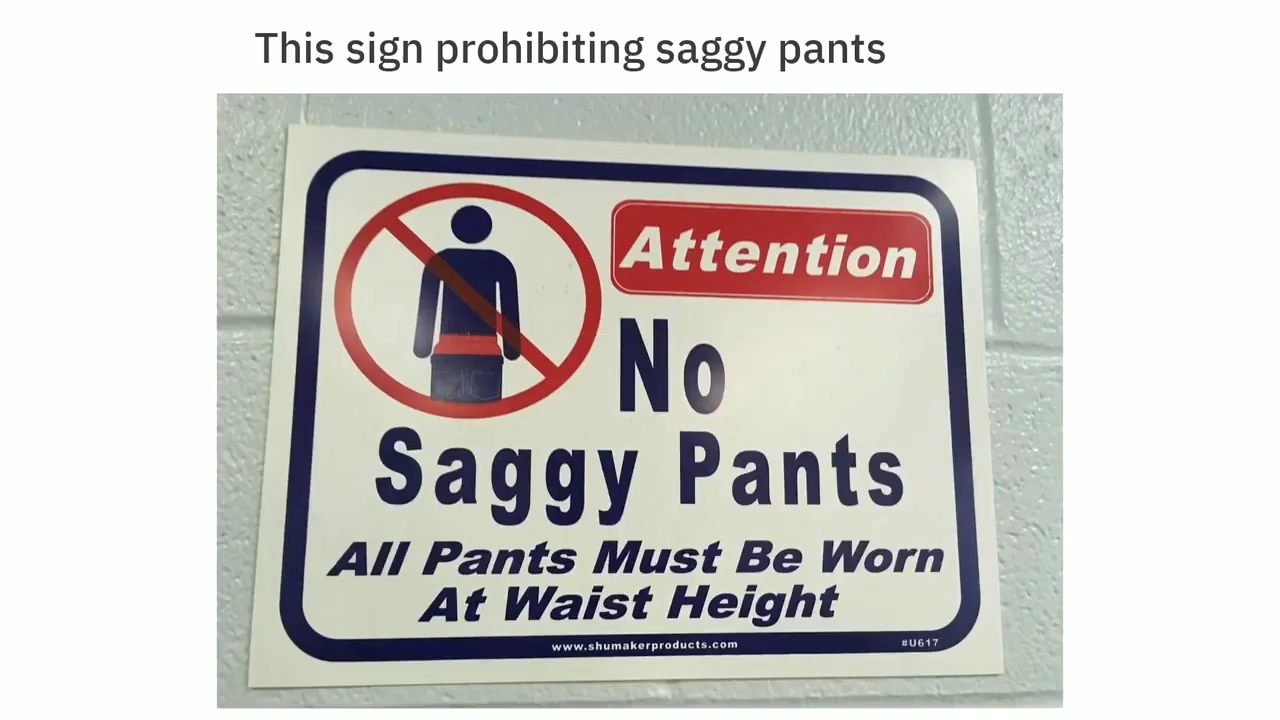 This sign prohibiting saggy pants
Attention
No
Saggy Pants
All Pants Must Be Worn
At Waist Height
www.shumakerproducts.com
#U617